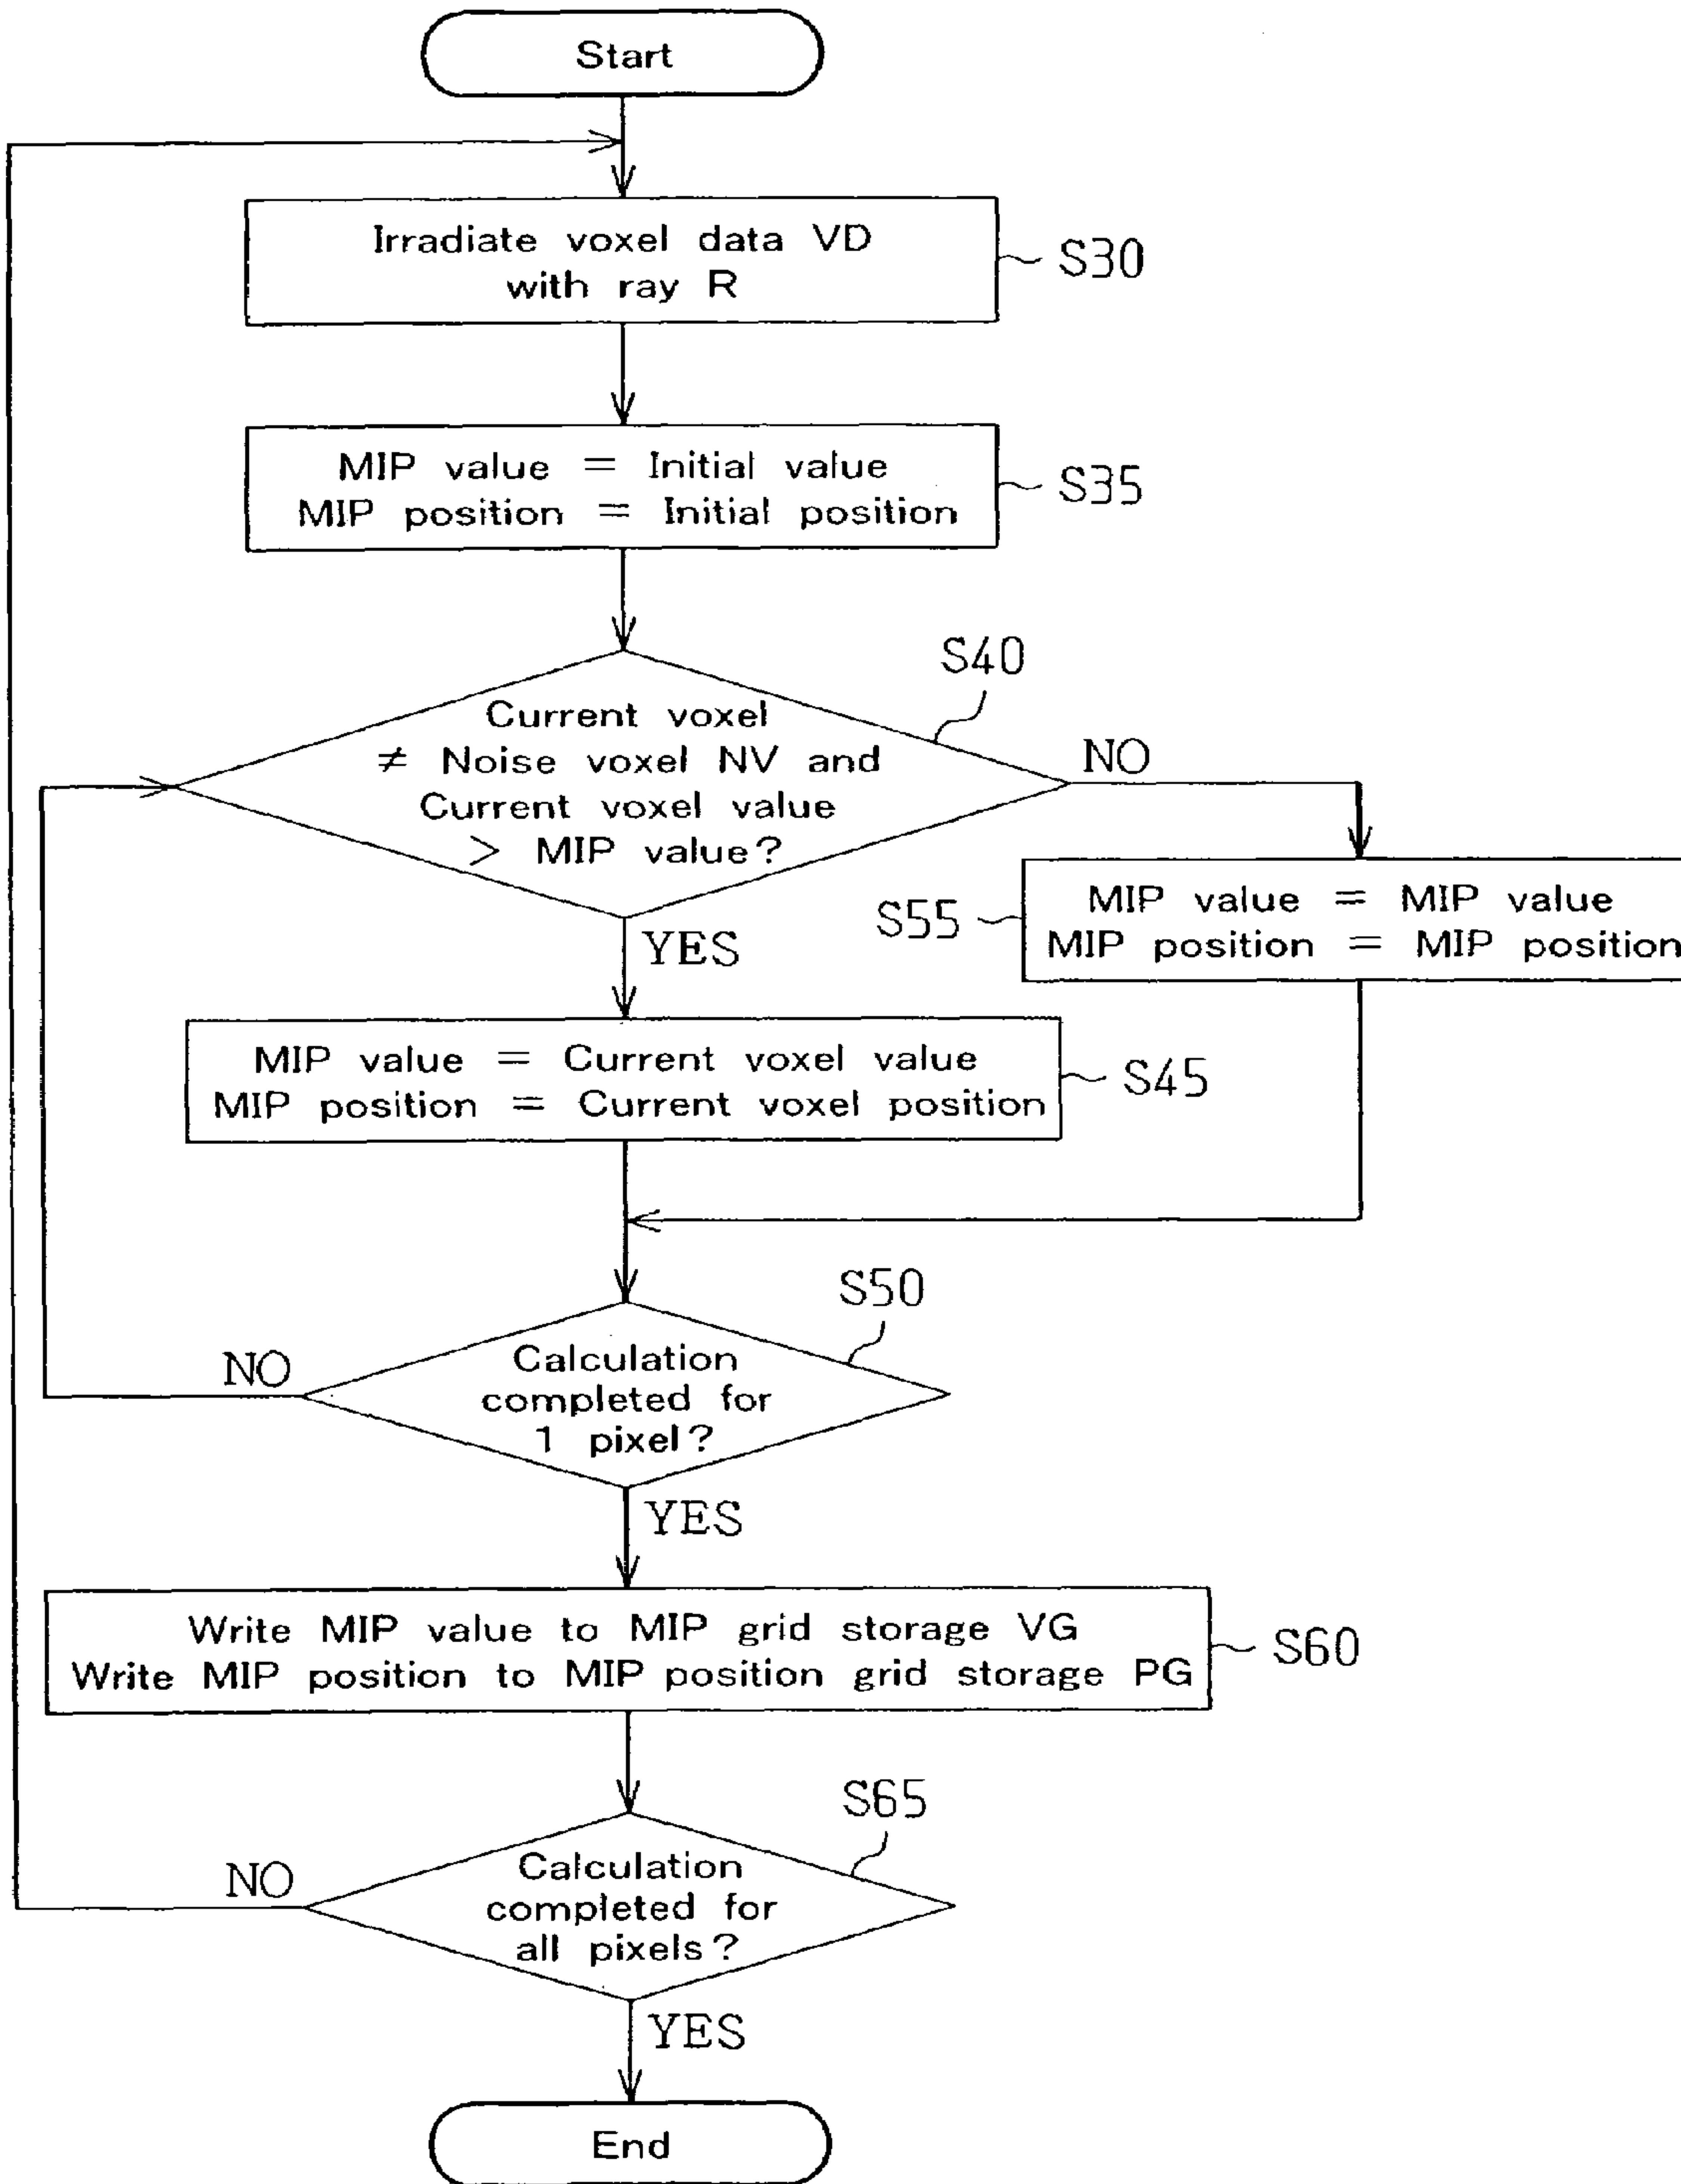 Start
Irradiate voxel data VD
with ray R
S30
MIP value = Initial value
MIP position = Initial position
S35
S40
Current voxel
≠ Noise voxel NV and
Current voxel value
> MIP value?
NO
YES
S55
MIP value = MIP value
MIP position = MIP position
MIP value = Current voxel value
MIP position = Current voxel position
S45
S50
Calculation
completed for
1 pixel?
NO
YES
Write MIP value to MIP grid storage VG
Write MIP position to MIP position grid storage PG
S60
S65
Calculation
completed for
all pixels?
NO
YES
End